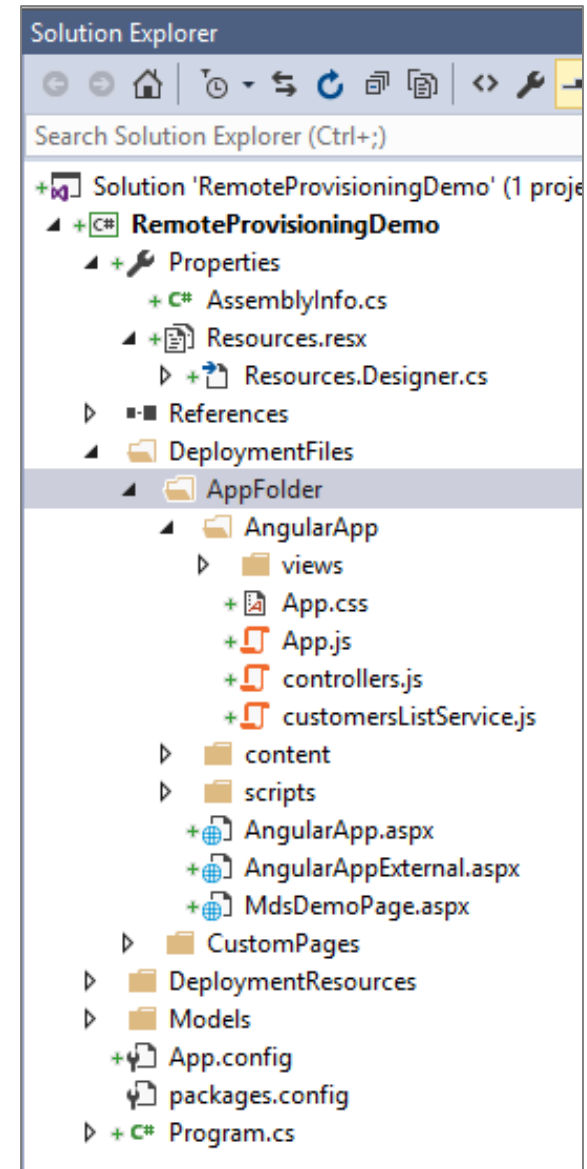 Solution Explorer
Search Solution Explorer (Ctrl+;)
Solution 'RemoteProvisioningDemo' (1 proje
C# RemoteProvisioningDemo
Properties
C# AssemblyInfo.cs
Resources.resx
Resources.Designer.cs
References
DeploymentFiles
AppFolder
AngularApp
views
App.css
App.js
controllers.js
customersListService.js
content
scripts
AngularApp.aspx
AngularAppExternal.aspx
MdsDemoPage.aspx
CustomPages
DeploymentResources
Models
App.config
packages.config
C# Program.cs